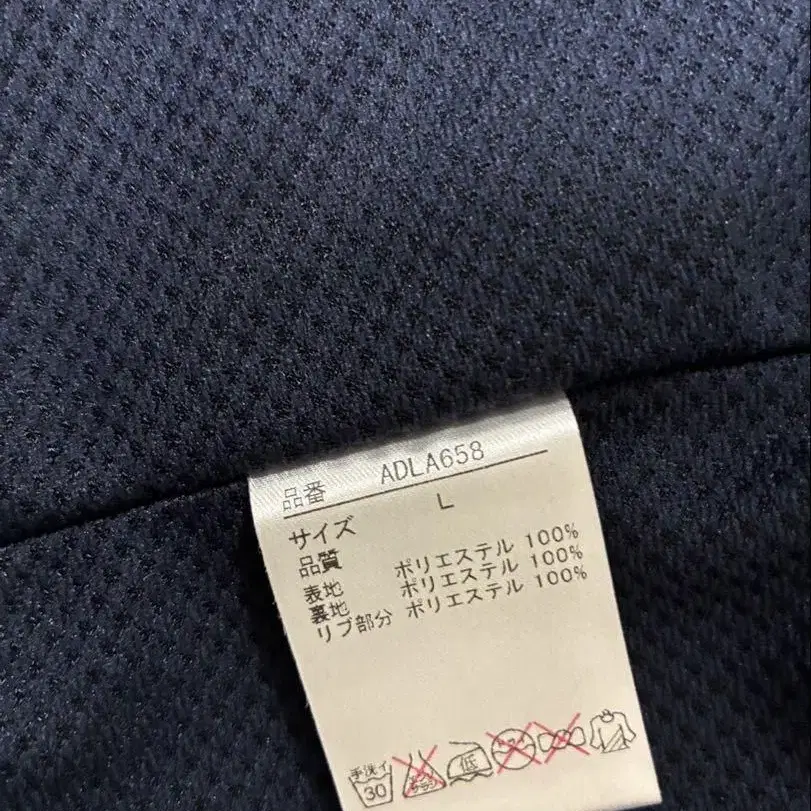 品番 ADLA658
サイズ L
品質
表地 ポリエステル 100%
裏地 ポリエステル 100%
リブ部分 ポリエステル 100%
手洗イ
30
低